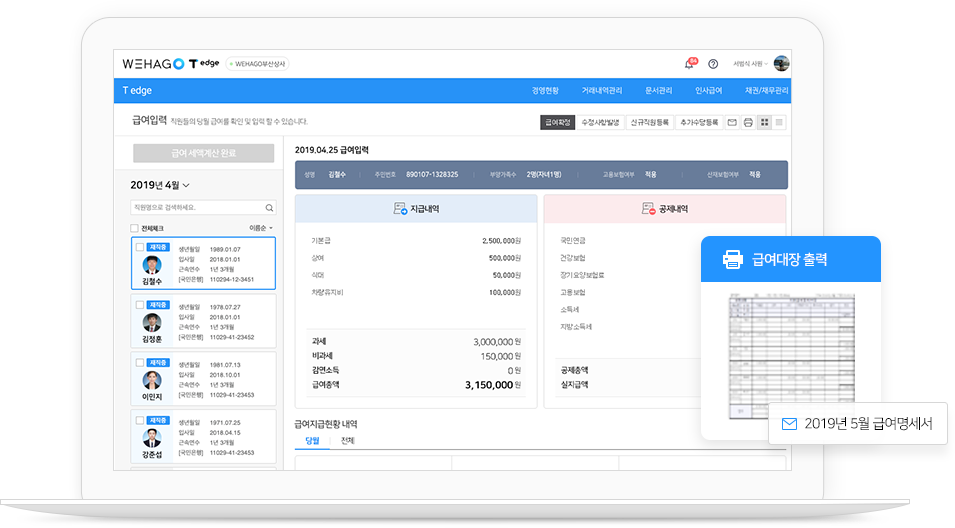 WEHAGO T edge WEHAGO부산상사 서범식 사원
T edge 경영현황 거래내역관리 문서관리 인사급여 채권/채무관리
급여입력 직원들의 당월 급여를 확인 및 입력 할 수 있습니다. 급여확정 수정사항발생 신규직원등록 추가수당등록
급여 세액계산 완료
2019년 4월
직원명으로 검색하세요.
전체체크 이름순
재직중 생년월일 1989.01.07
입사일 2018.01.01
근속연수 1년 3개월
김철수 [국민은행] 110294-12-3451
재직중 생년월일 1978.07.27
입사일 2018.01.01
근속연수 1년 3개월
김정훈 [국민은행] 11029-41-23452
재직중 생년월일 1981.07.13
입사일 2018.10.01
근속연수 1년 3개월
이민지 [국민은행] 11029-41-23453
재직중 생년월일 1971.07.25
입사일 2018.04.15
근속연수 1년 3개월
강준섭 [국민은행] 11029-41-23453
2019.04.25 급여입력
성명 김철수 주민번호 890107-1328325 부양가족수 2명(자녀1명) 고용보험여부 적용 산재보험여부 적용
지급내역
기본급 2,500,000원
상여 500,000원
식대 50,000원
차량유지비 100,000원
과세 3,000,000 원
비과세 150,000 원
감면소득 0 원
급여총액 3,150,000 원
공제내역
국민연금
건강보험
장기요양보험료
고용보험
소득세
지방소득세
공제총액
실지급액
급여지급현황 내역
당월 전체
급여대장 출력
2019년 5월 급여명세서